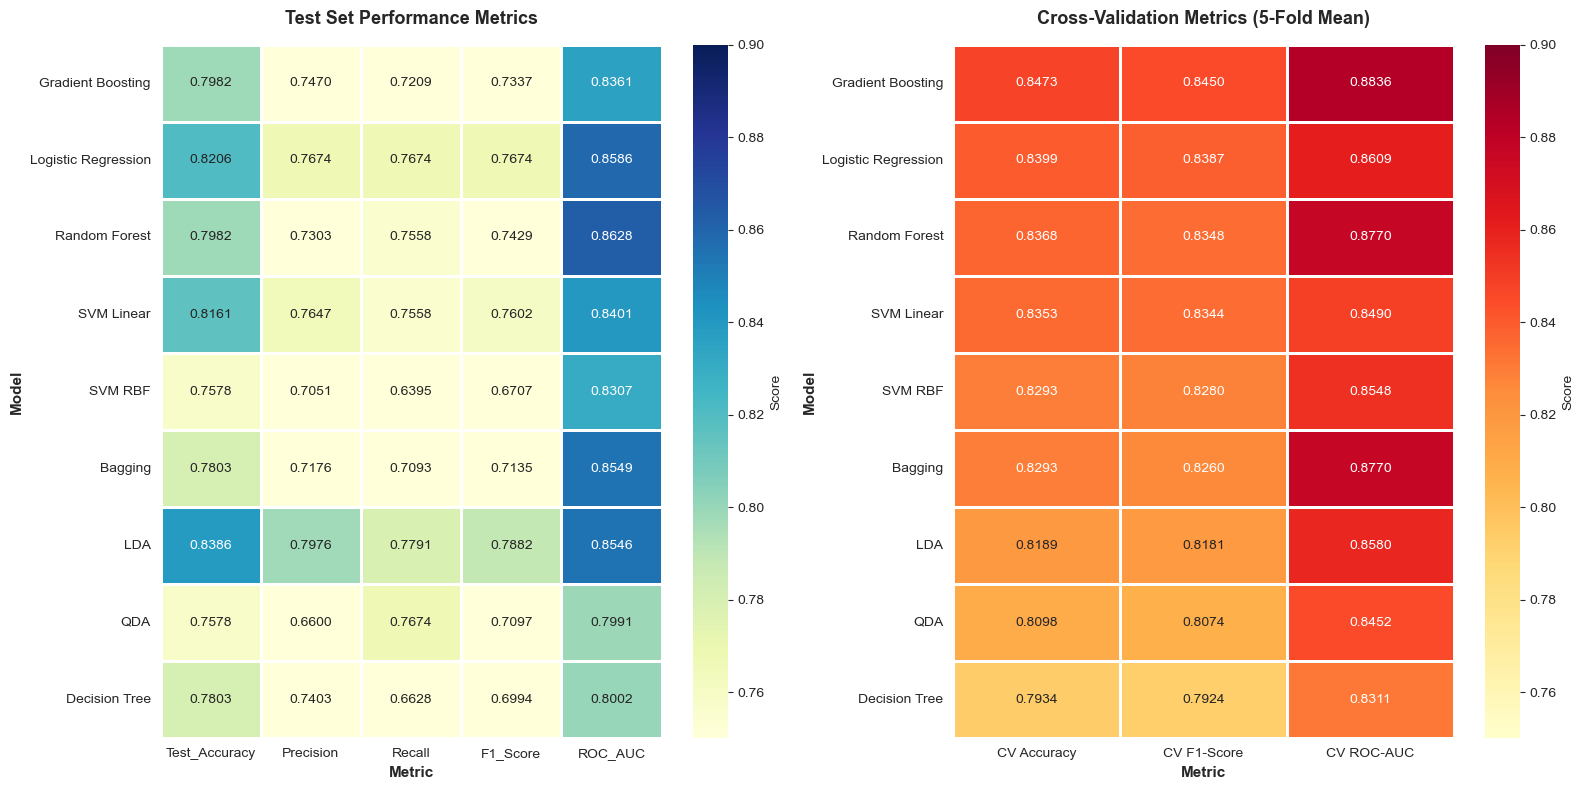 Test Set Performance Metrics
Model
Gradient Boosting 0.7982 0.7470 0.7209 0.7337 0.8361
Logistic Regression 0.8206 0.7674 0.7674 0.7674 0.8586
Random Forest 0.7982 0.7303 0.7558 0.7429 0.8628
SVM Linear 0.8161 0.7647 0.7558 0.7602 0.8401
SVM RBF 0.7578 0.7051 0.6395 0.6707 0.8307
Bagging 0.7803 0.7176 0.7093 0.7135 0.8549
LDA 0.8386 0.7976 0.7791 0.7882 0.8546
QDA 0.7578 0.6600 0.7674 0.7097 0.7991
Decision Tree 0.7803 0.7403 0.6628 0.6994 0.8002
Test_Accuracy Precision Recall F1_Score ROC_AUC
Metric
0.90
0.88
0.86
0.84
0.82
0.80
0.78
0.76
Score
Cross-Validation Metrics (5-Fold Mean)
Model
Gradient Boosting 0.8473 0.8450 0.8836
Logistic Regression 0.8399 0.8387 0.8609
Random Forest 0.8368 0.8348 0.8770
SVM Linear 0.8353 0.8344 0.8490
SVM RBF 0.8293 0.8280 0.8548
Bagging 0.8293 0.8260 0.8770
LDA 0.8189 0.8181 0.8580
QDA 0.8098 0.8074 0.8452
Decision Tree 0.7934 0.7924 0.8311
CV Accuracy CV F1-Score CV ROC-AUC
Metric
0.90
0.88
0.86
0.84
0.82
0.80
0.78
0.76
Score